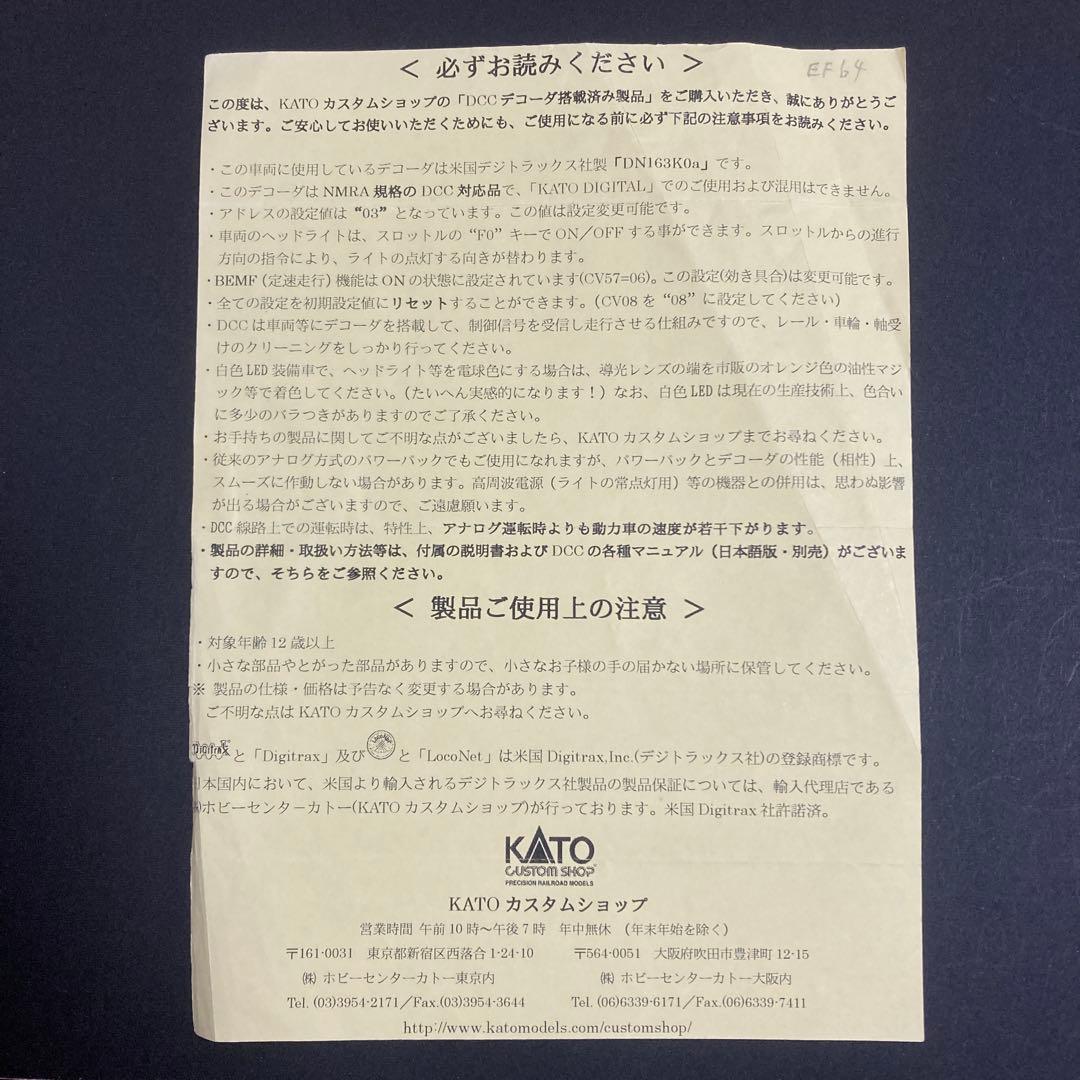 ＜ 必ずお読みください ＞
EF64
この度は、KATO カスタムショップの「DCC デコーダ搭載済み製品」をご購入いただき、誠にありがとうご
ざいます。ご安心してお使いいただくためにも、ご使用になる前に必ず下記の注意事項をお読みください。
・この車両に使用しているデコーダは米国デジトラックス社製「DN163K0a」です。
・このデコーダは NMRA 規格の DCC 対応品で、「KATO DIGITAL」でのご使用および混用はできません。
・アドレスの設定値は“03”となっています。この値は設定変更可能です。
・車両のヘッドライトは、スロットルの“F0”キーで ON／OFF する事ができます。スロットルからの進行
方向の指令により、ライトの点灯する向きが替わります。
・BEMF（定速走行）機能は ON の状態に設定されています(CV57=06)。この設定(効き具合)は変更可能です。
・全ての設定を初期設定値にリセットすることができます。（CV08 を“08”に設定してください）
・DCC は車両等にデコーダを搭載して、制御信号を受信し走行させる仕組みですので、レール・車輪・軸受
けのクリーニングをしっかり行ってください。
・白色 LED 装備車で、ヘッドライト等を電球色にする場合は、導光レンズの端を市販のオレンジ色の油性マジ
ック等で着色してください。（たいへん実感的になります！）なお、白色 LED は現在の生産技術上、色合い
に多少のバラつきがありますのでご了承ください。
・お手持ちの製品に関してご不明な点がございましたら、KATO カスタムショップまでお尋ねください。
・従来のアナログ方式のパワーパックでもご使用になれますが、パワーパックとデコーダの性能（相性）上、
スムーズに作動しない場合があります。高周波電源（ライトの常点灯用）等の機器との併用は、思わぬ影響
が出る場合がございますので、ご遠慮願います。
・DCC 線路上での運転時は、特性上、アナログ運転時よりも動力車の速度が若干下がります。
・製品の詳細・取扱い方法等は、付属の説明書および DCC の各種マニュアル（日本語版・別売）がございま
すので、そちらをご参照ください。
＜ 製品ご使用上の注意 ＞
・対象年齢 12 歳以上
・小さな部品やとがった部品がありますので、小さなお子様の手の届かない場所に保管してください。
※ 製品の仕様・価格は予告なく変更する場合があります。
ご不明な点は KATO カスタムショップへお尋ねください。
Digitrax と「Digitrax」及び LocoNet と「LocoNet」は米国 Digitrax,Inc.(デジトラックス社)の登録商標です。
日本国内において、米国より輸入されるデジトラックス社製品の製品保証については、輸入代理店である
㈱ホビーセンターカトー(KATO カスタムショップ)が行っております。米国 Digitrax 社許諾済。
KATO
CUSTOM SHOP
PRECISION RAILROAD MODELS
KATO カスタムショップ
営業時間 午前 10 時～午後 7 時　年中無休　（年末年始を除く）
〒161-0031　東京都新宿区西落合 1-24-10　〒564-0051　大阪府吹田市豊津町 12-15
㈱ ホビーセンターカトー東京内　㈱ ホビーセンターカトー大阪内
Tel. (03)3954-2171／Fax.(03)3954-3644　Tel. (06)6339-6171／Fax.(06)6339-7411
http://www.katomodels.com/customshop/